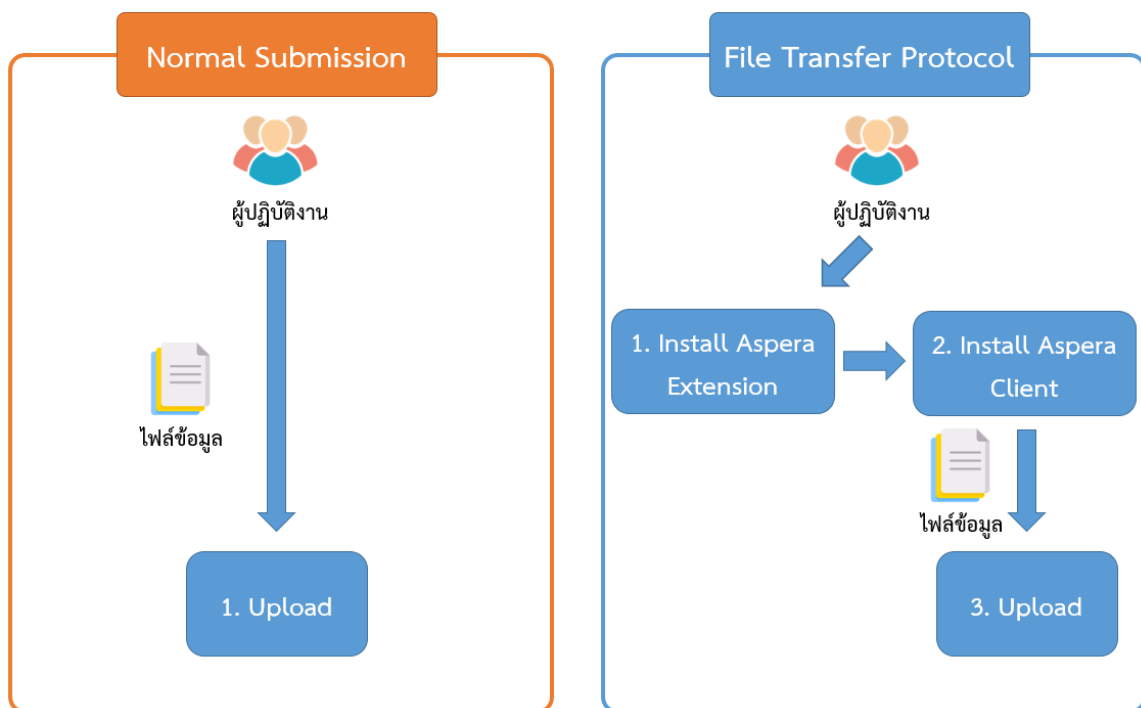 Normal Submission
ผู้ปฏิบัติงาน
ไฟล์ข้อมูล
1. Upload
File Transfer Protocol
ผู้ปฏิบัติงาน
1. Install Aspera
Extension
2. Install Aspera
Client
ไฟล์ข้อมูล
3. Upload